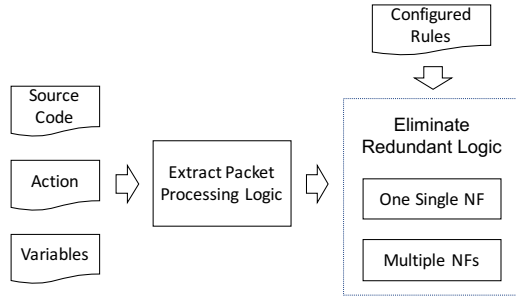 Configured
Rules
Source
Code
Action
Variables
Extract Packet
Processing Logic
Eliminate
Redundant Logic
One Single NF
Multiple NFs